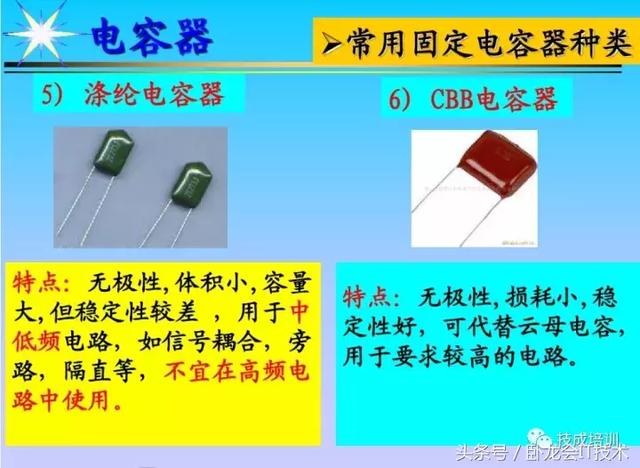 电容器
➢常用固定电容器种类
5) 涤纶电容器
6) CBB电容器
特点: 无极性,体积小,容量
大,但稳定性较差 ,用于中
低频电路,如信号耦合,旁
路,隔直等,不宜在高频电
路中使用。
特点: 无极性,损耗小,稳
定性好,可代替云母电容,
用于要求较高的电路。
技成培训
头条号 / 卧龙会IT技术